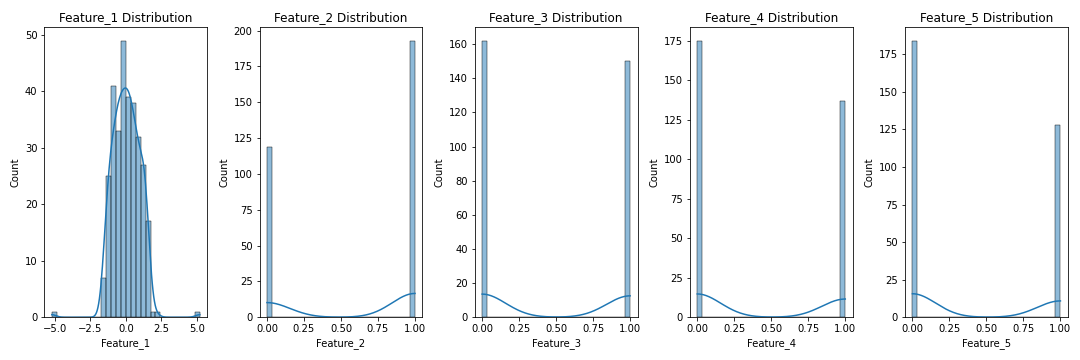 Feature_1 Distribution
50
40
30
20
10
0
Count
−5.0 −2.5 0.0 2.5 5.0
Feature_1
Feature_2 Distribution
200
175
150
125
100
75
50
25
0
Count
0.00 0.25 0.50 0.75 1.00
Feature_2
Feature_3 Distribution
160
140
120
100
80
60
40
20
0
Count
0.00 0.25 0.50 0.75 1.00
Feature_3
Feature_4 Distribution
175
150
125
100
75
50
25
0
Count
0.00 0.25 0.50 0.75 1.00
Feature_4
Feature_5 Distribution
175
150
125
100
75
50
25
0
Count
0.00 0.25 0.50 0.75 1.00
Feature_5